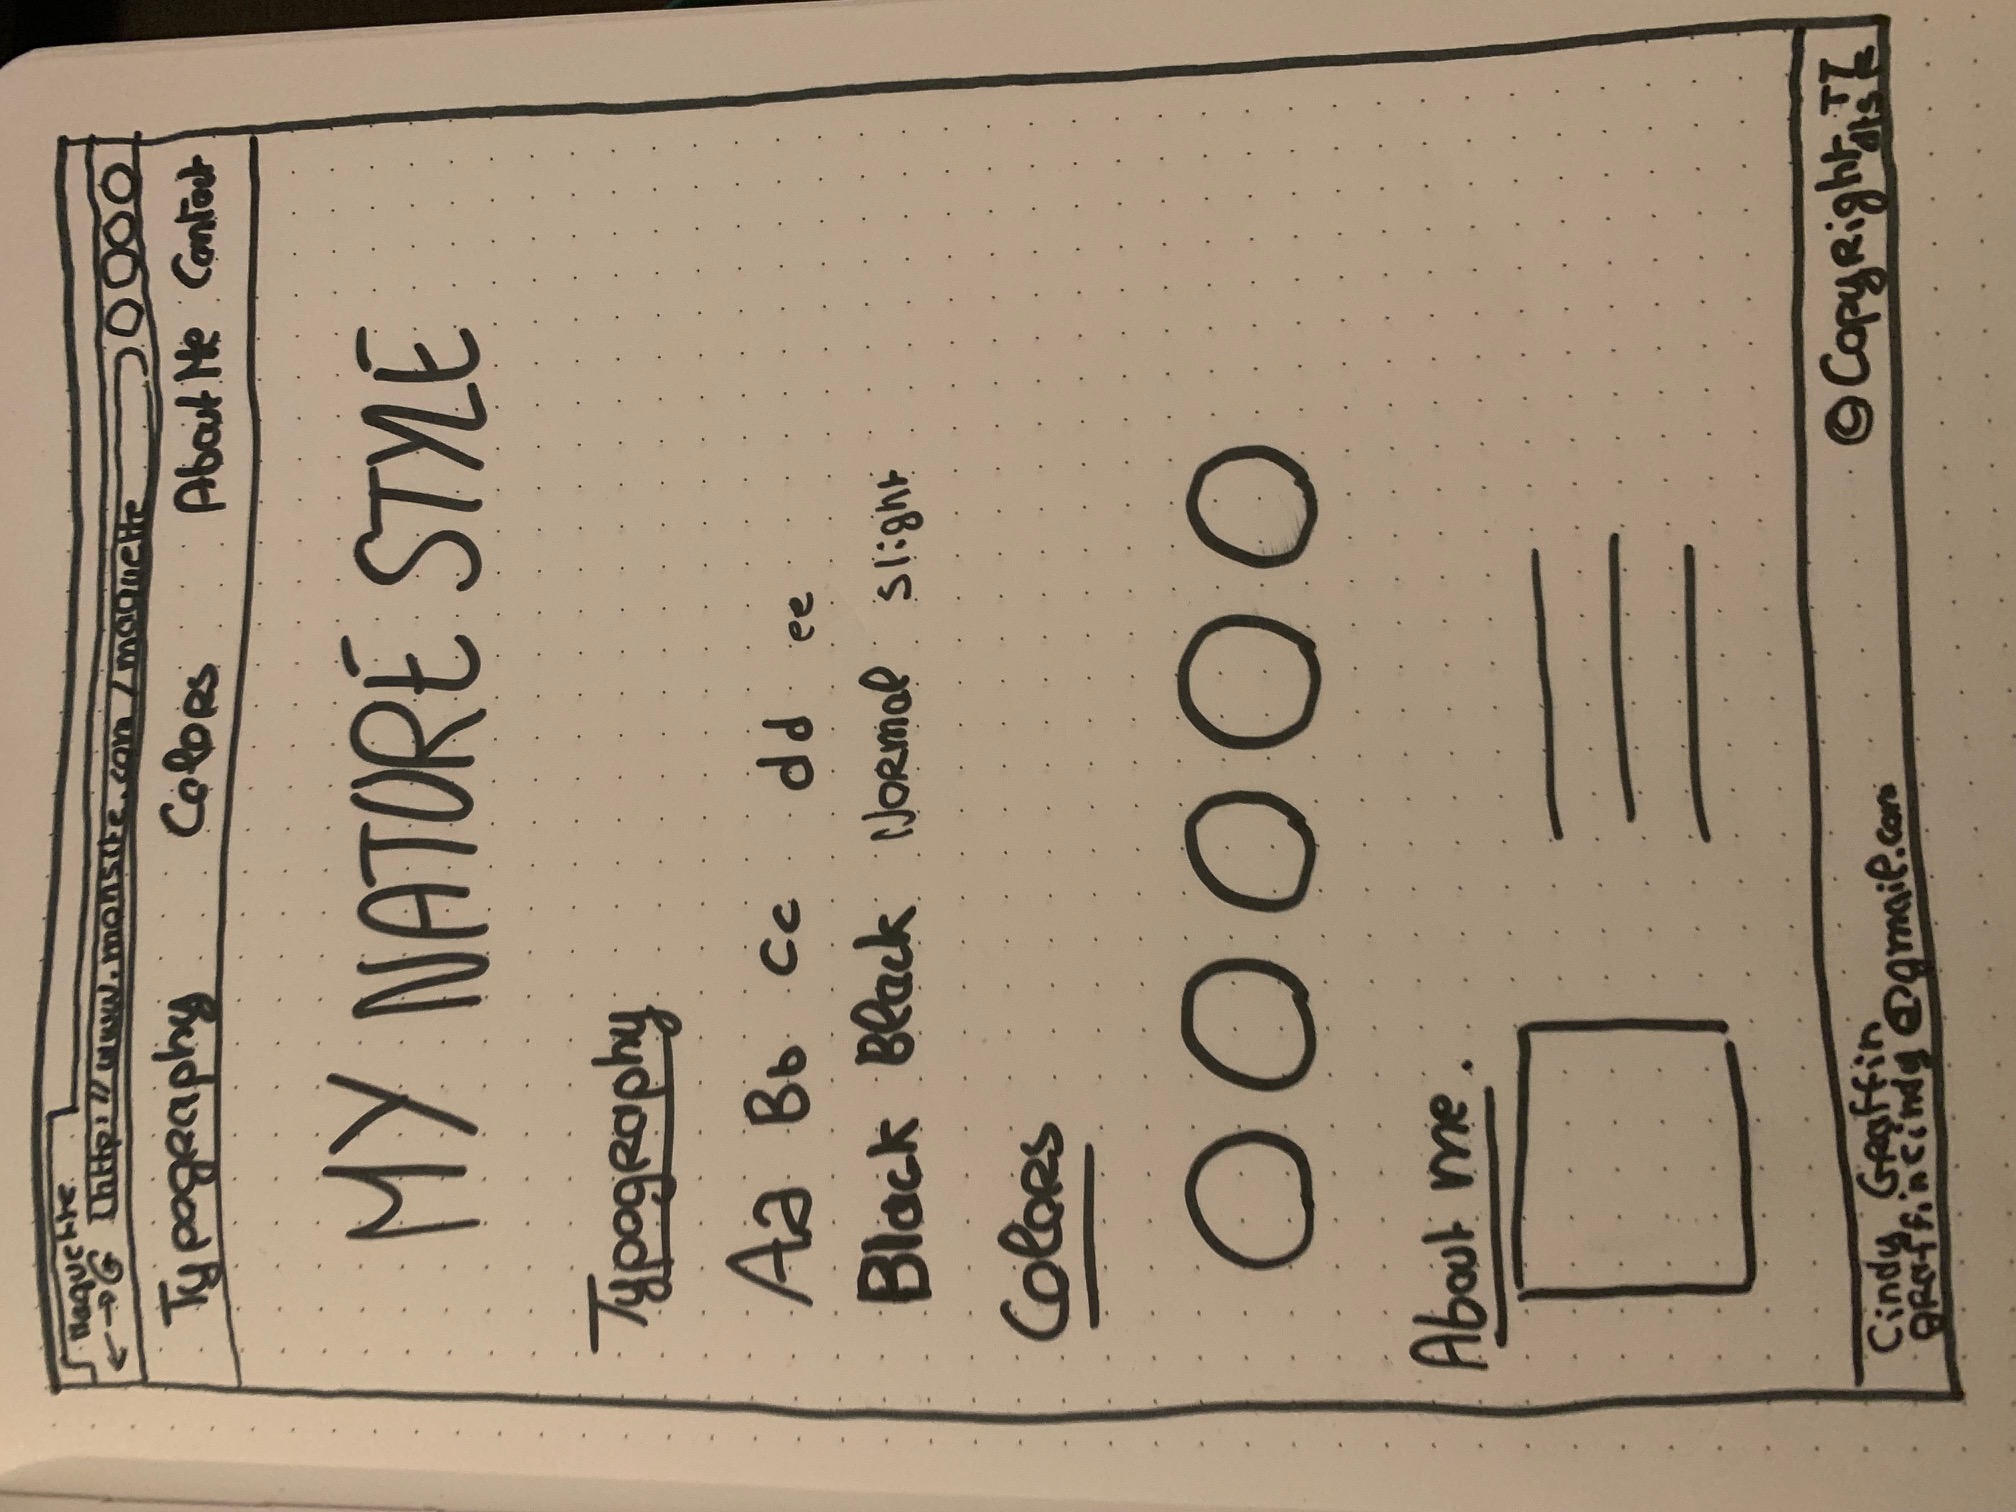 Maquette
http://www.monsite.com/maquette
Typography Colors About Me Contact
MY NATURE STYLE
Typography
Aa Bb Cc dd ee
Black Black Normal slight
Colors
About me.
Cindy Graffin
graffincindy@gmail.com
© Copyright